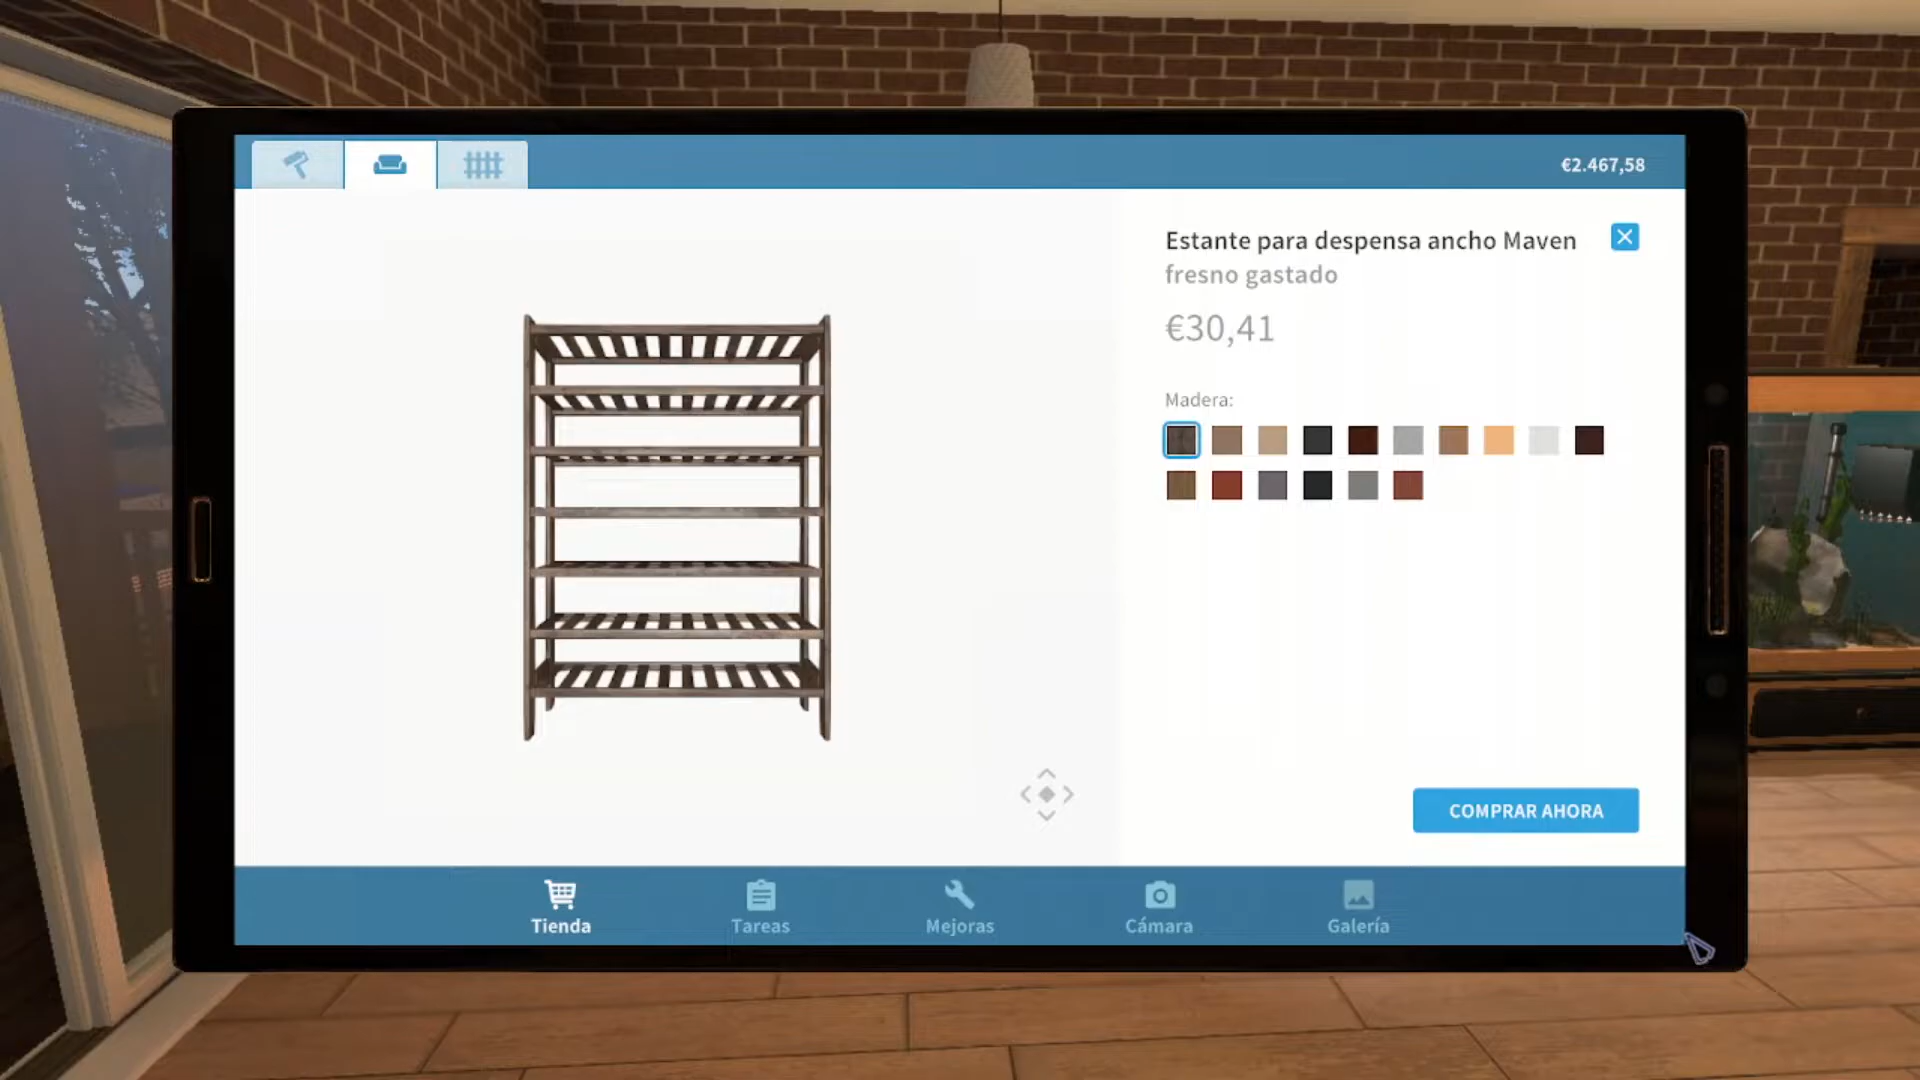 €2.467,58
Estante para despensa ancho Maven
fresno gastado
€30,41
Madera:
COMPRAR AHORA
Tienda
Tareas
Mejoras
Cámara
Galería